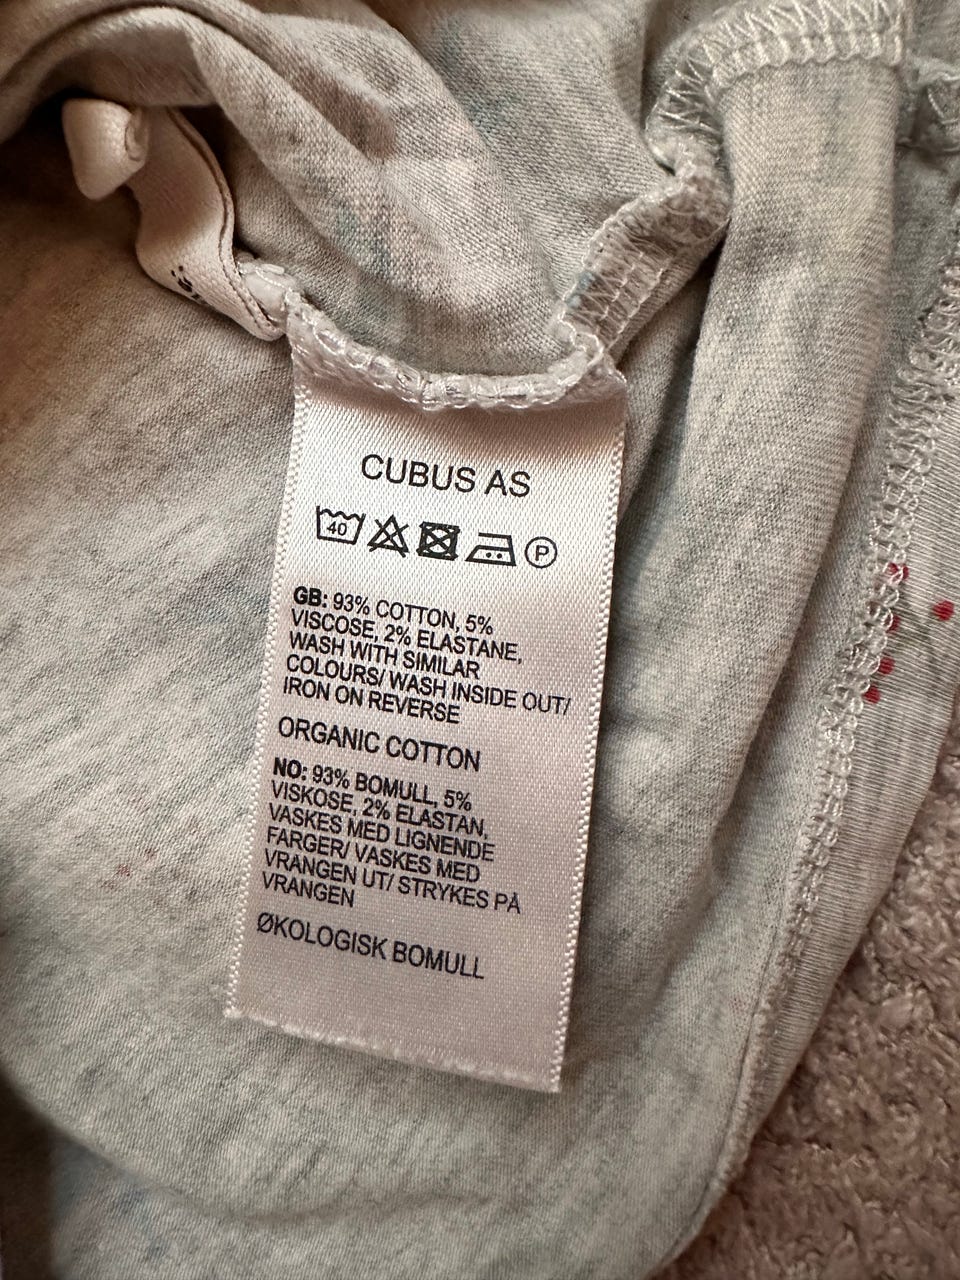 CUBUS AS
40 P
GB: 93% COTTON, 5%
VISCOSE, 2% ELASTANE,
WASH WITH SIMILAR
COLOURS/ WASH INSIDE OUT/
IRON ON REVERSE
ORGANIC COTTON
NO: 93% BOMULL, 5%
VISKOSE, 2% ELASTAN,
VASKES MED LIGNENDE
FARGER/ VASKES MED
VRANGEN UT/ STRYKES PÅ
VRANGEN
ØKOLOGISK BOMULL